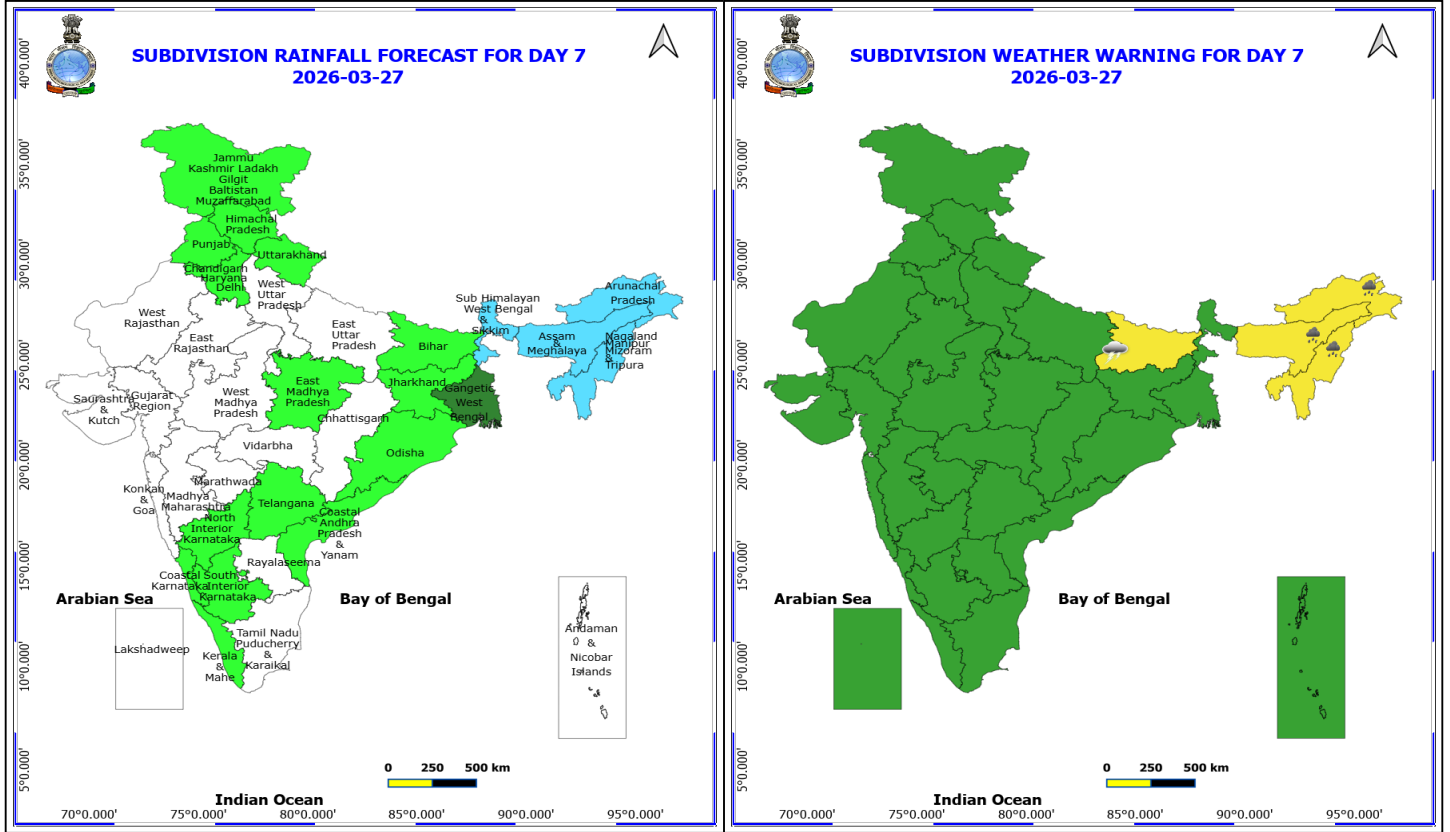 SUBDIVISION RAINFALL FORECAST FOR DAY 7
2026-03-27
40°0.000'
35°0.000'
30°0.000'
25°0.000'
20°0.000'
15°0.000'
10°0.000'
5°0.000'
Jammu
Kashmir Ladakh
Gilgit
Baltistan
Muzaffarabad
Himachal
Pradesh
Punjab
Uttarakhand
Chandigarh
Haryana
Delhi
West
Uttar
Pradesh
West
Rajasthan
East
Rajasthan
East
Uttar
Pradesh
Sub Himalayan
West Bengal
&
Sikkim
Arunachal
Pradesh
Assam
&
Meghalaya
Nagaland
Manipur
Mizoram
&
Tripura
Bihar
Jharkhand
Gangetic
West
Bengal
Saurashtra
&
Kutch
Gujarat
Region
West
Madhya
Pradesh
East
Madhya
Pradesh
Chhattisgarh
Vidarbha
Odisha
Konkan
&
Goa
Madhya
Maharashtra
Marathwada
Telangana
North
Interior
Karnataka
Coastal
Andhra
Pradesh
&
Yanam
Rayalaseema
Coastal
Karnataka
South
Interior
Karnataka
Tamil Nadu
Puducherry
&
Karaikal
Kerala
&
Mahe
Lakshadweep
Andaman
&
Nicobar
Islands
Arabian Sea
Bay of Bengal
Indian Ocean
0 250 500 km
70°0.000' 75°0.000' 80°0.000' 85°0.000' 90°0.000' 95°0.000'
SUBDIVISION WEATHER WARNING FOR DAY 7
2026-03-27
40°0.000'
35°0.000'
30°0.000'
25°0.000'
20°0.000'
15°0.000'
10°0.000'
5°0.000'
Arabian Sea
Bay of Bengal
Indian Ocean
0 250 500 km
70°0.000' 75°0.000' 80°0.000' 85°0.000' 90°0.000' 95°0.000'